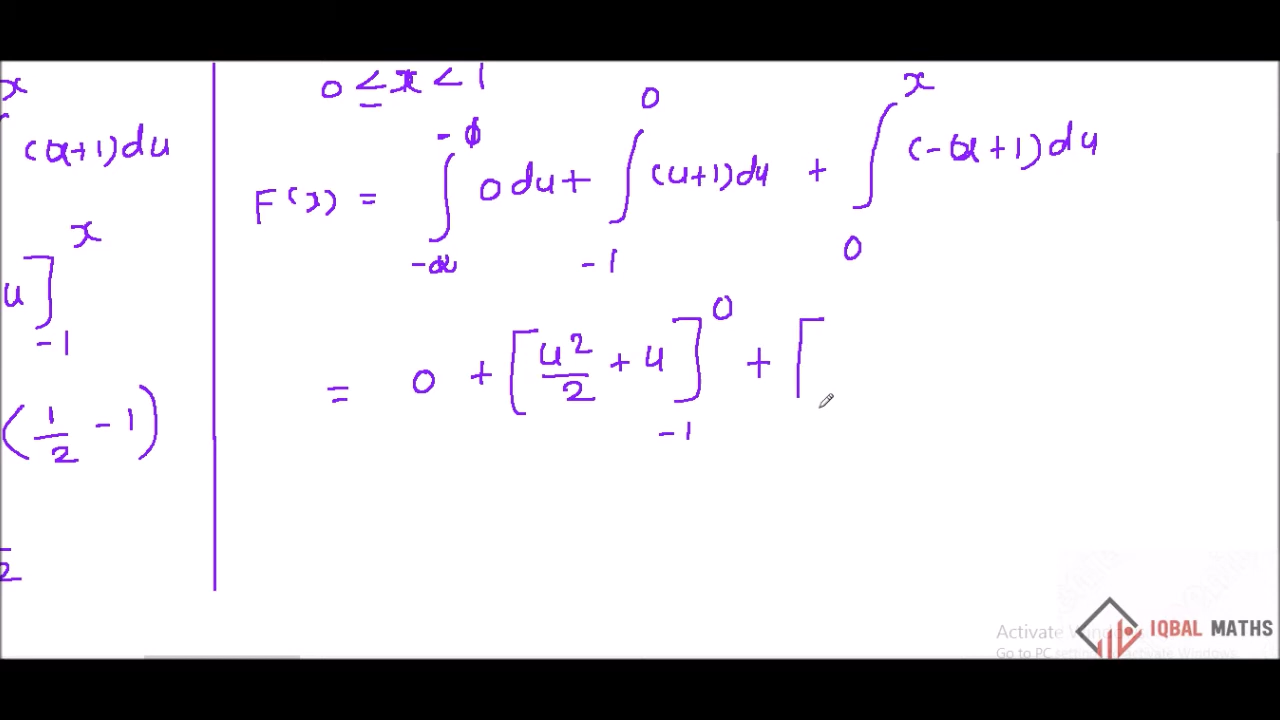 x
(x+1)du
u]
x
-1
(1/2 - 1)
2
0 ≤ x < 1
F(x) = ∫_{-∞}^{-1} 0 du + ∫_{-1}^{0} (u+1)du + ∫_{0}^{x} (-u+1)du
= 0 + [u²/2 + u]_{-1}^{0} + [
Activate Windows
Go to PC settings to Activate Windows.
IQBAL MATHS